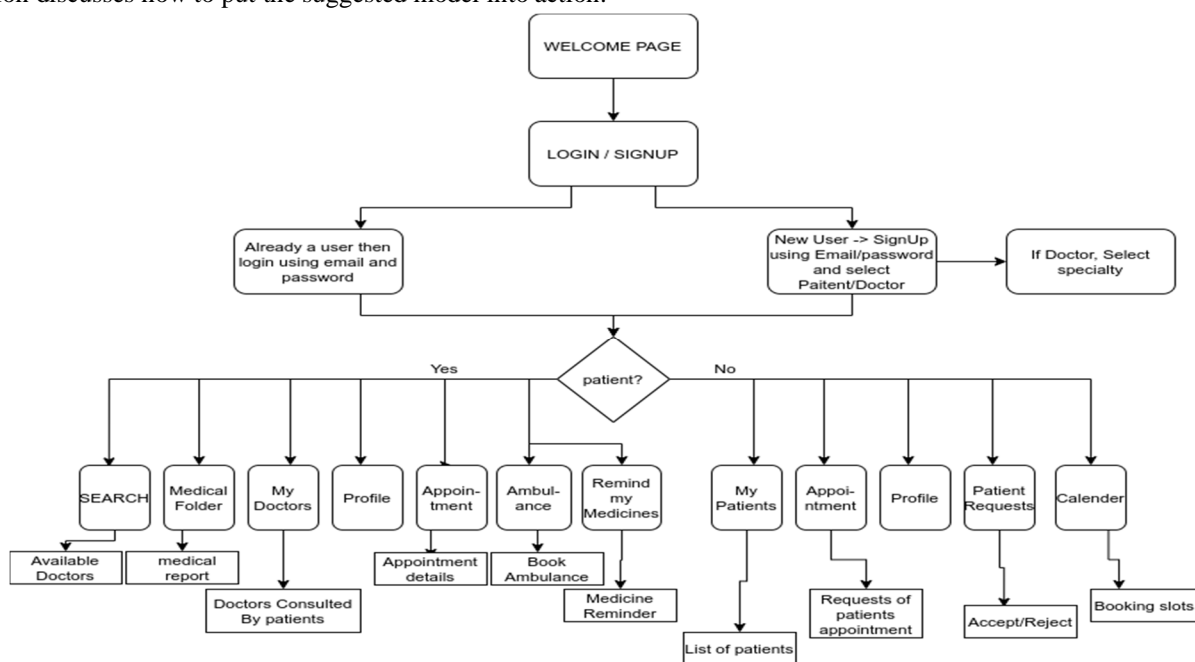 discusses how to put the suggested model into action.
WELCOME PAGE
LOGIN / SIGNUP
Already a user then
login using email and
password
New User -> SignUp
using Email/password
and select
Paitent/Doctor
If Doctor, Select
specialty
patient?
Yes
No
SEARCH
Medical
Folder
My
Doctors
Profile
Appoin-
tment
Ambul-
ance
Remind
my
Medicines
My
Patients
Appoi-
ntment
Profile
Patient
Requests
Calender
Available
Doctors
medical
report
Doctors Consulted
By patients
Appointment
details
Book
Ambulance
Medicine
Reminder
List of patients
Requests of
patients
appointment
Accept/Reject
Booking slots